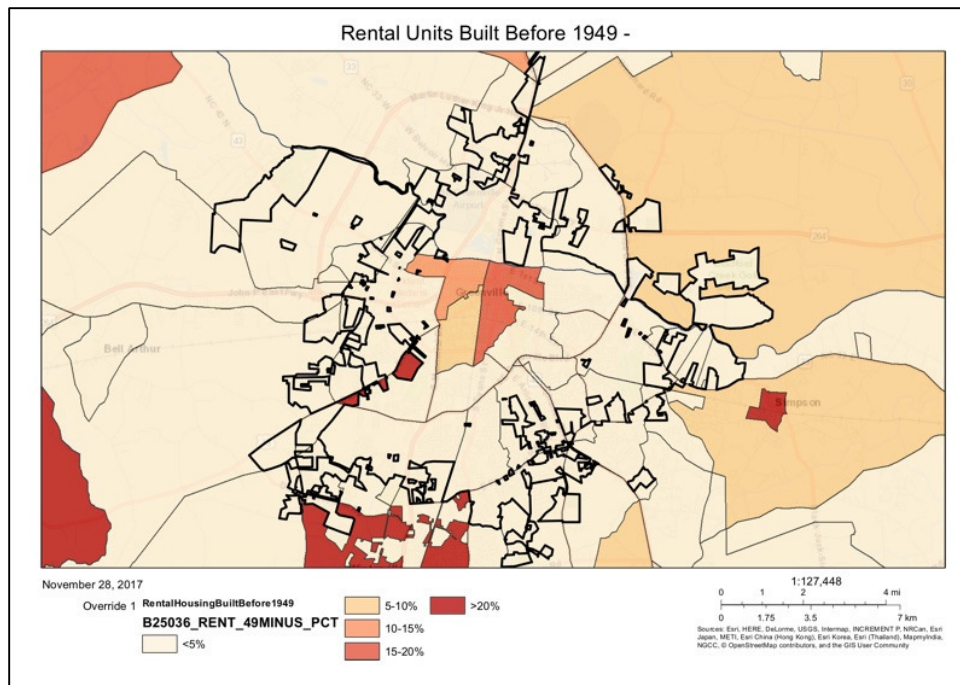 Rental Units Built Before 1949 -
Greenville
Airport
Bell Arthur
Simpson
23
43
30
264
November 28, 2017
Override 1 RentalHousingBuiltBefore1949
B25036_RENT_49MINUS_PCT
<5%
5-10%
10-15%
15-20%
>20%
1:127,448
0 1 2 4 mi
0 1.75 3.5 7 km
Sources: Esri, HERE, DeLorme, USGS, Intermap, INCREMENT P, NRCan, Esri
Japan, METI, Esri China (Hong Kong), Esri Korea, Esri (Thailand), MapmyIndia,
NGCC, © OpenStreetMap contributors, and the GIS User Community